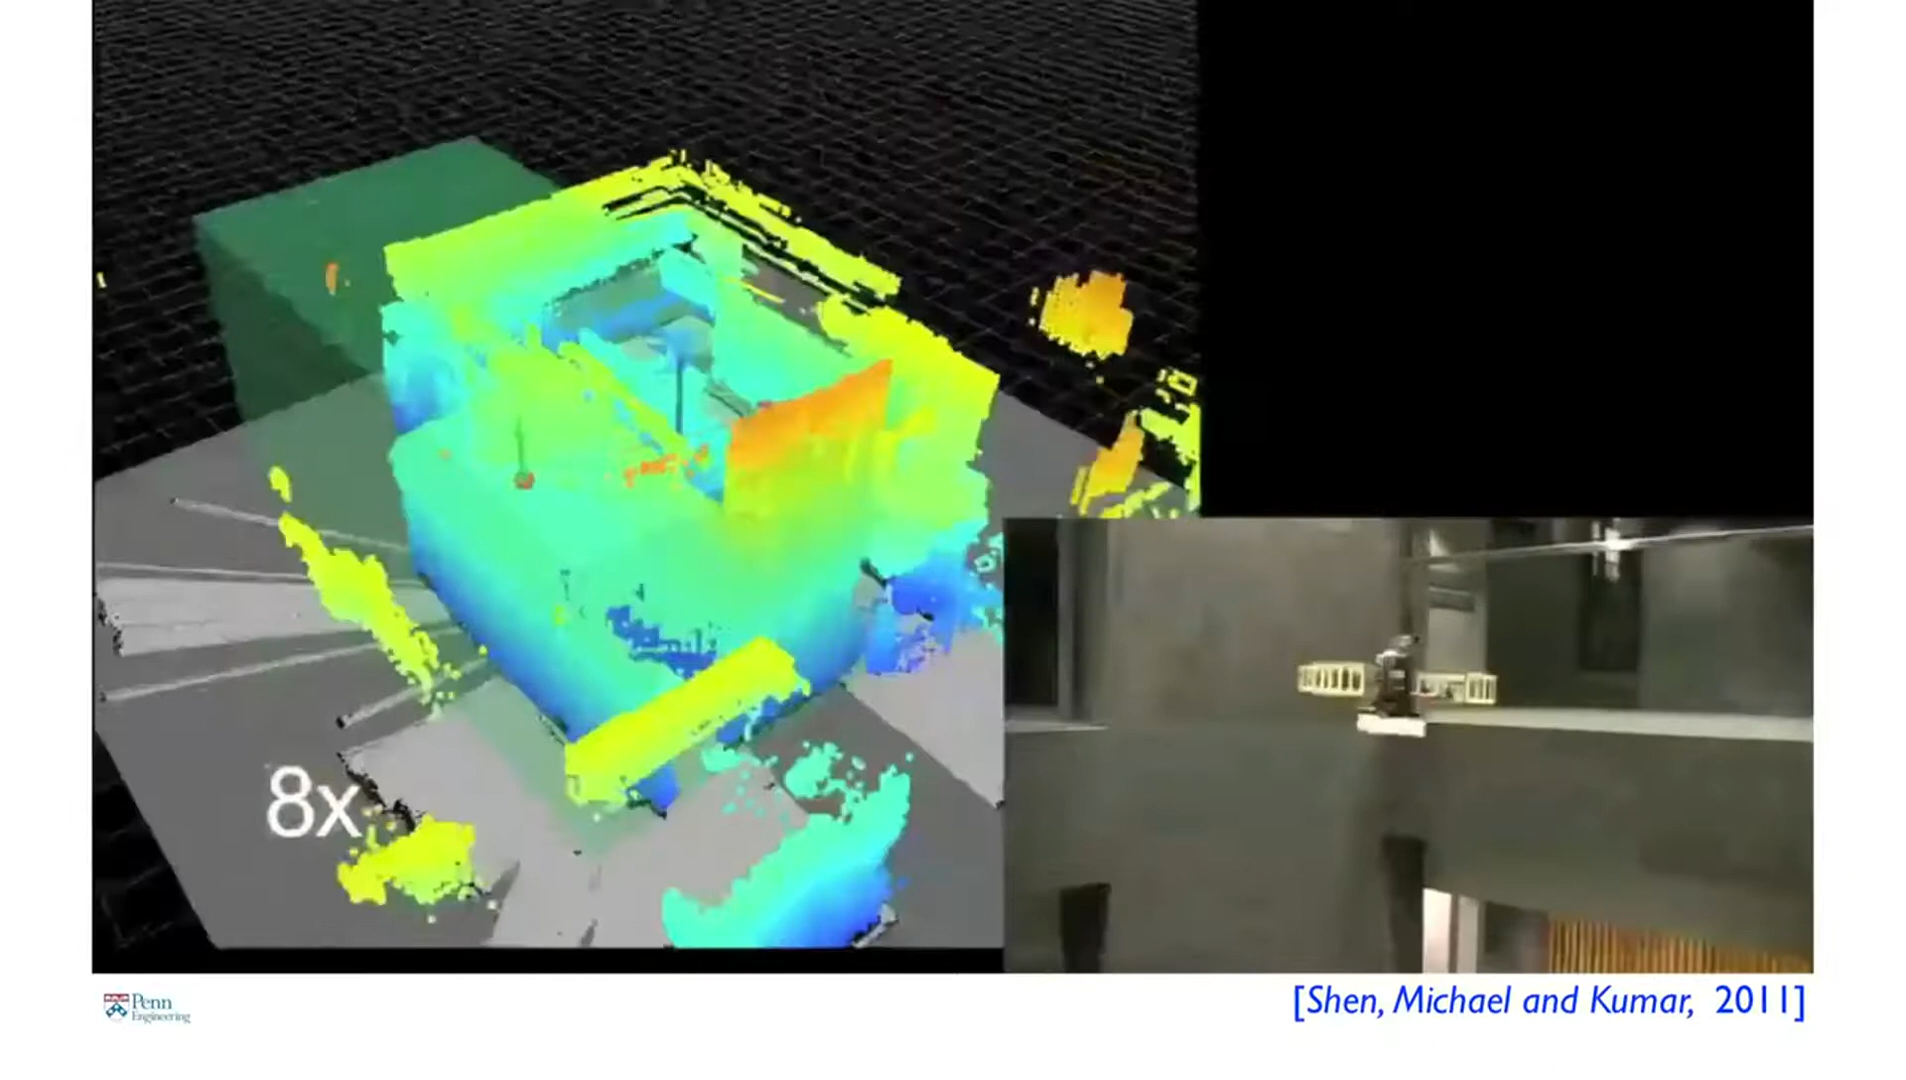 8x
Penn
Engineering
[Shen, Michael and Kumar, 2011]